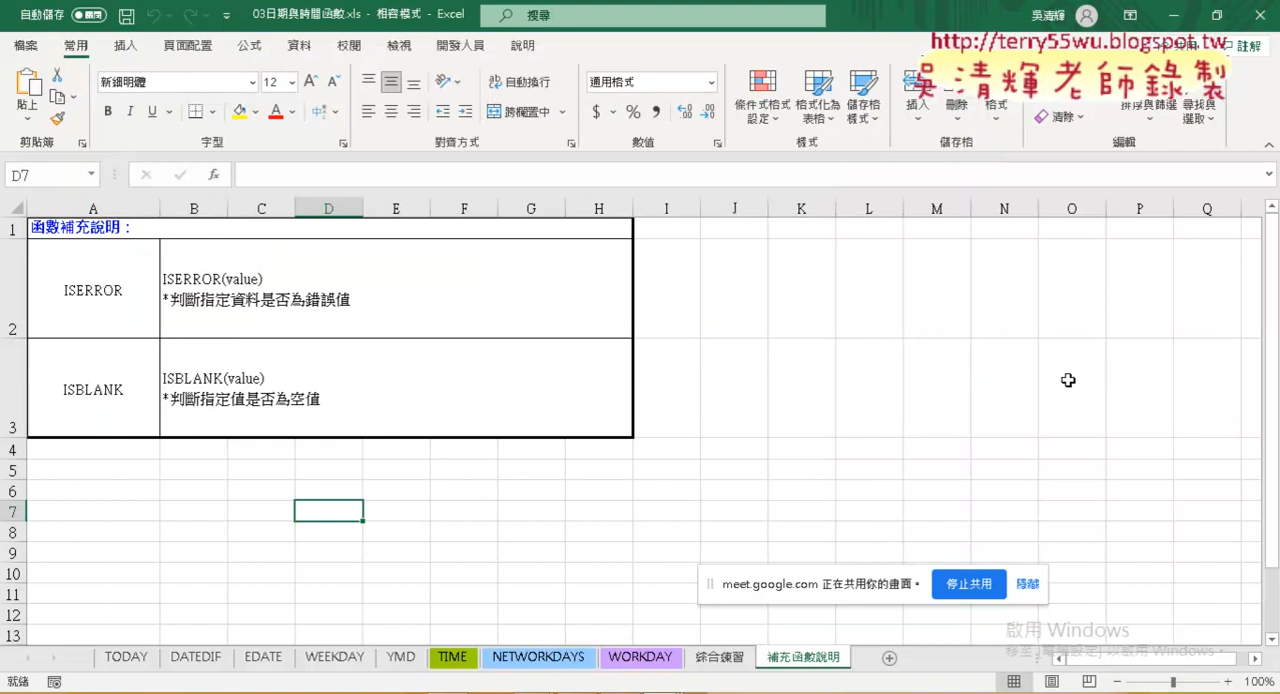 自動儲存
03日期與時間函數.xls - 相容模式 - Excel
搜尋
吳清輝
檔案 常用 插入 頁面配置 公式 資料 校閱 檢視 開發人員 說明
http://terry55wu.blogspot.tw
註解
吳清輝老師錄製
貼上
新細明體 12
自動換行
通用格式
條件式格式設定
格式化為表格
儲存格樣式
插入 刪除 格式
排序與篩選
尋找與選取
B I U
跨欄置中
$ % ,
清除
剪貼簿 字型 對齊方式 數值 樣式 儲存格 編輯
D7
fx
A B C D E F G H I J K L M N O P Q
1 函數補充說明：
ISERROR
ISERROR(value)
*判斷指定資料是否為錯誤值
2
ISBLANK
ISBLANK(value)
*判斷指定值是否為空值
3
4
5
6
7
8
9
10
11
12
13
meet.google.com 正在共用你的畫面。 停止共用 隱藏
啟用 Windows
移至 [電腦設定] 以啟用 Windows。
TODAY DATEDIF EDATE WEEKDAY YMD TIME NETWORKDAYS WORKDAY 綜合練習 補充函數說明
就緒
100%